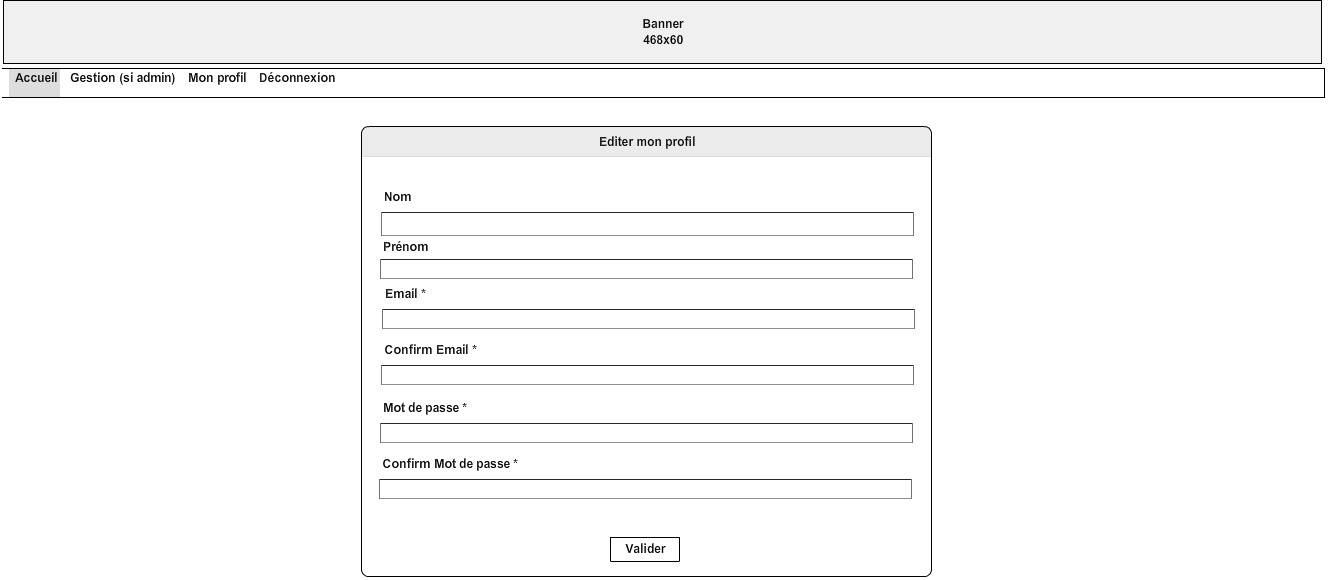 Banner
468x60
Accueil Gestion (si admin) Mon profil Déconnexion
Editer mon profil
Nom
Prénom
Email *
Confirm Email *
Mot de passe *
Confirm Mot de passe *
Valider